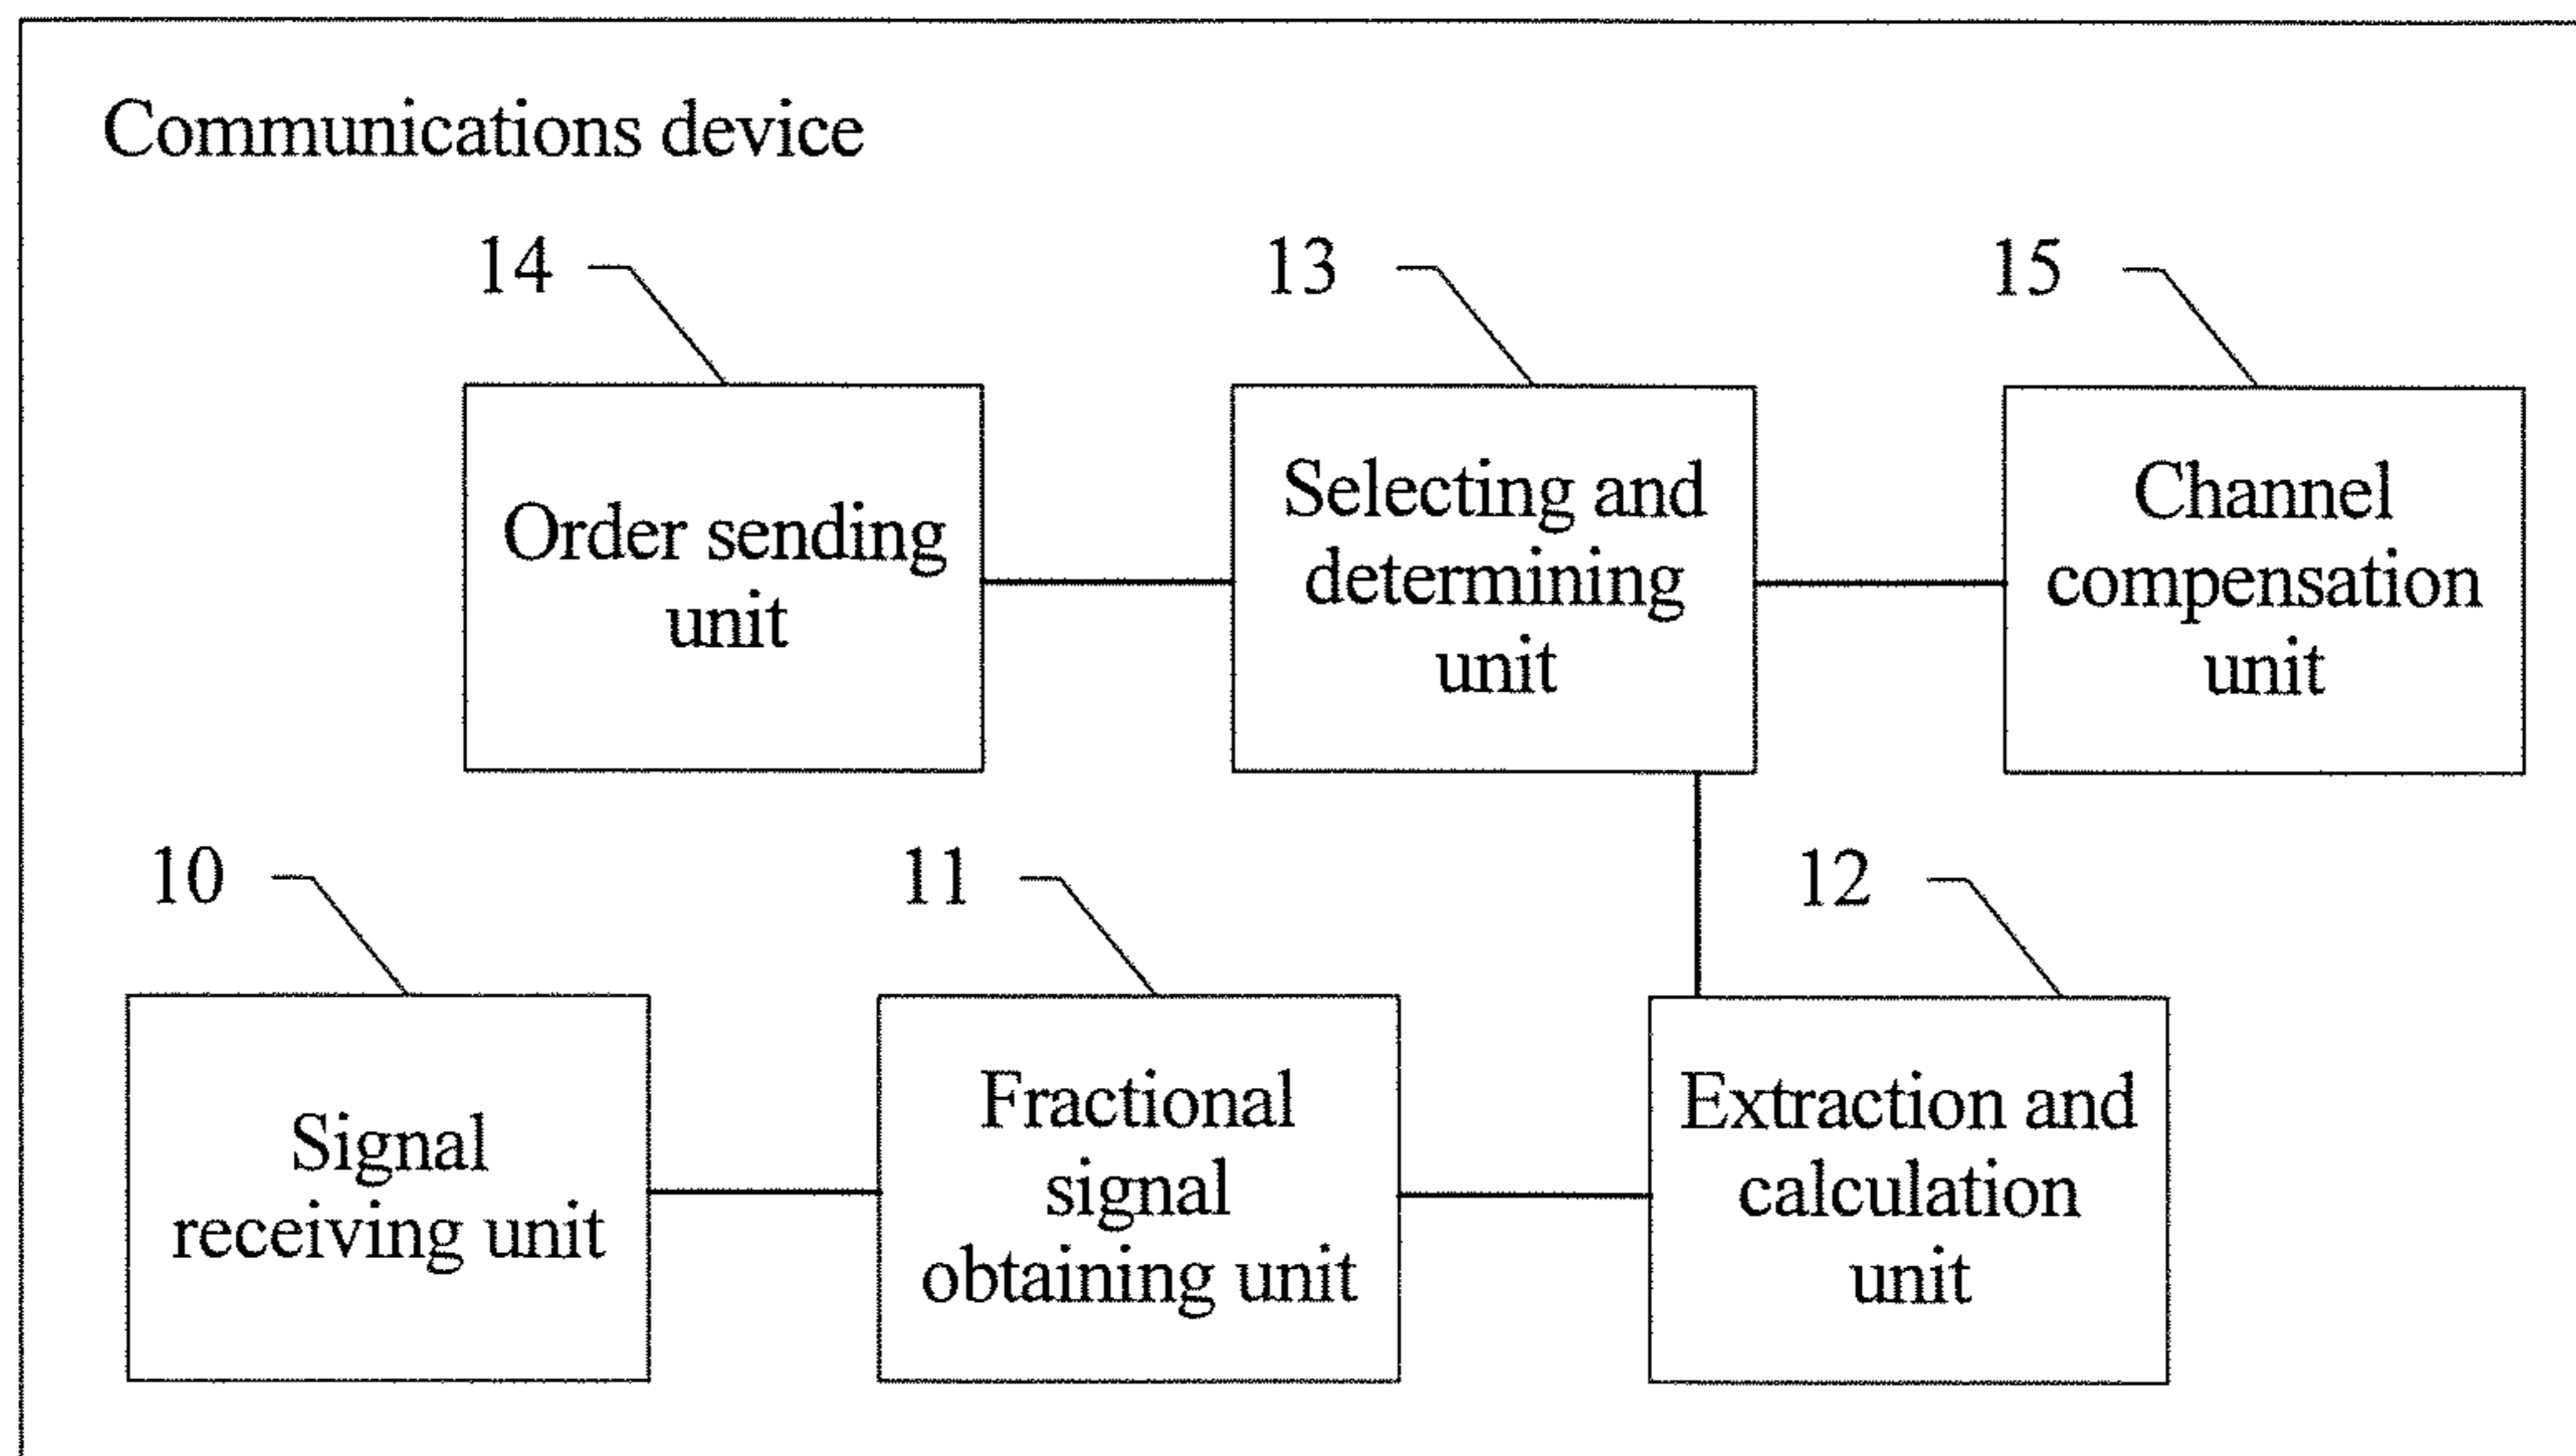 Communications device
14
13
15
Order sending
unit
Selecting and
determining
unit
Channel
compensation
unit
10
11
12
Signal
receiving unit
Fractional
signal
obtaining unit
Extraction and
calculation
unit